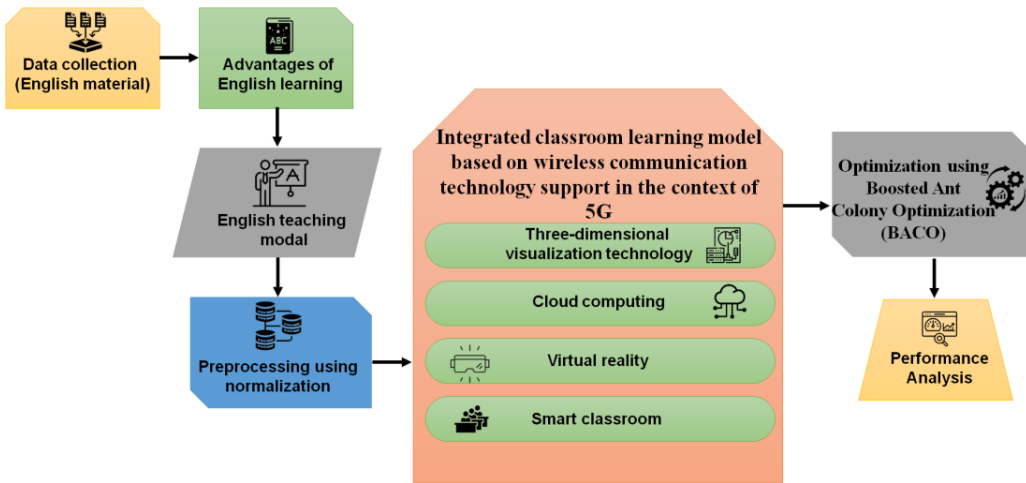 Data collection
(English material)
Advantages of
English learning
English teaching
modal
Preprocessing using
normalization
Integrated classroom learning model
based on wireless communication
technology support in the context of
5G
Three-dimensional
visualization technology
Cloud computing
Virtual reality
Smart classroom
Optimization using
Boosted Ant
Colony Optimization
(BACO)
Performance
Analysis
ABC
A